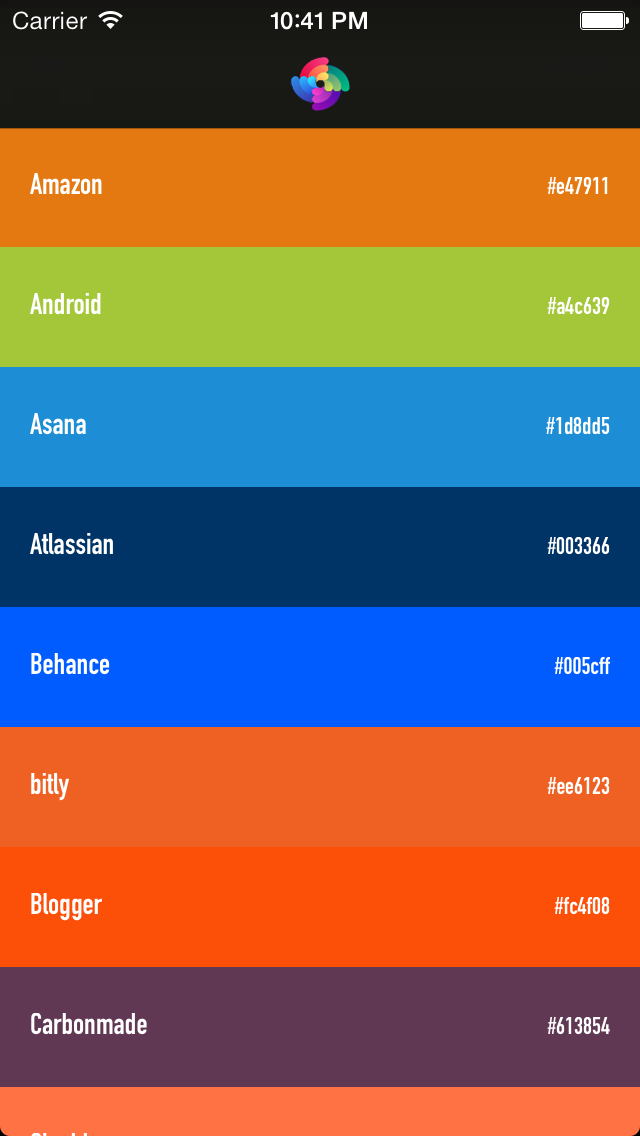 Carrier 10:41 PM
Amazon #e47911
Android #a4c639
Asana #1d8dd5
Atlassian #003366
Behance #005cff
bitly #ee6123
Blogger #fc4f08
Carbonmade #613854